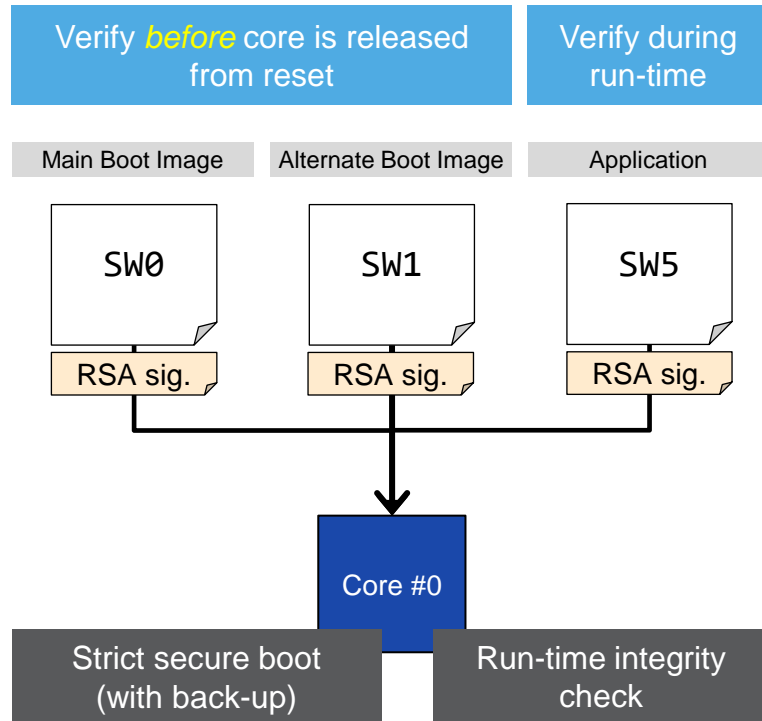 Verify before core is released
from reset
Verify during
run-time
Main Boot Image
Alternate Boot Image
Application
SW0
SW1
SW5
RSA sig.
RSA sig.
RSA sig.
Core #0
Strict secure boot
(with back-up)
Run-time integrity
check